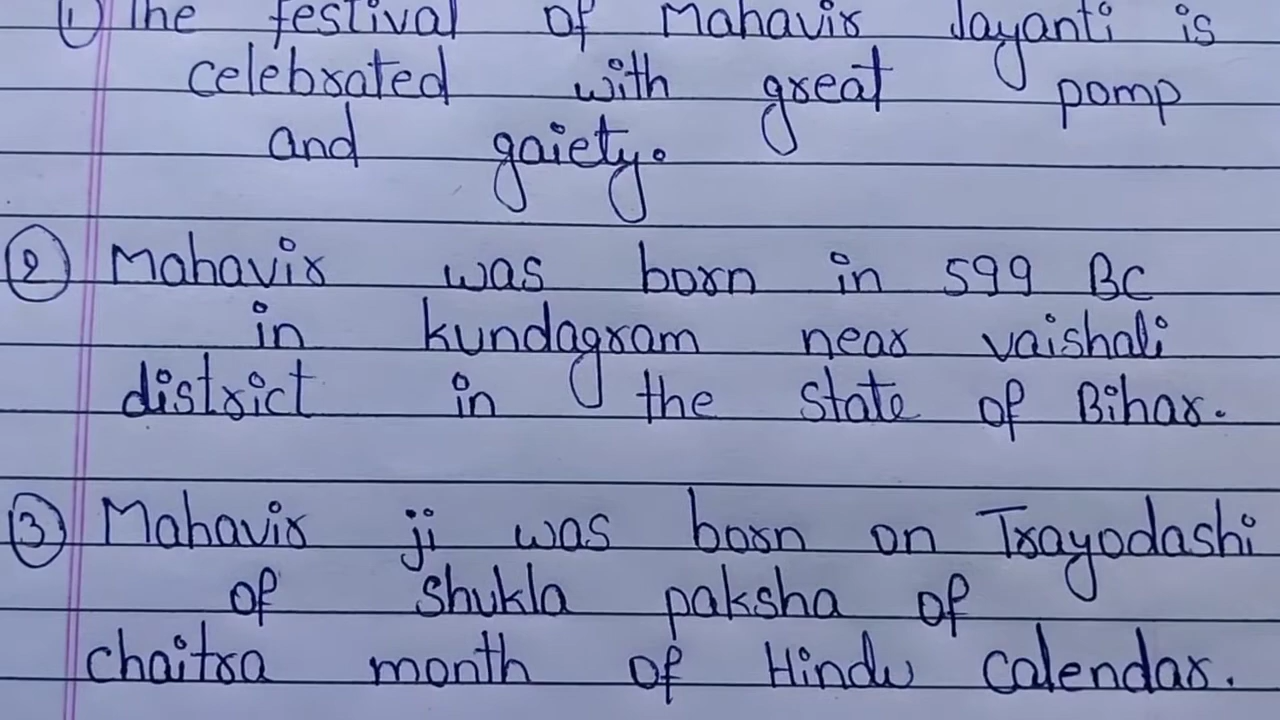 ① The festival of Mahavir Jayanti is
celebrated with great pomp
and gaiety.
② Mahavir was born in 599 BC
in kundagram near vaishali
district in the state of Bihar.
③ Mahavir ji was born on Trayodashi
of shukla paksha of
chaitra month of Hindu calendar.